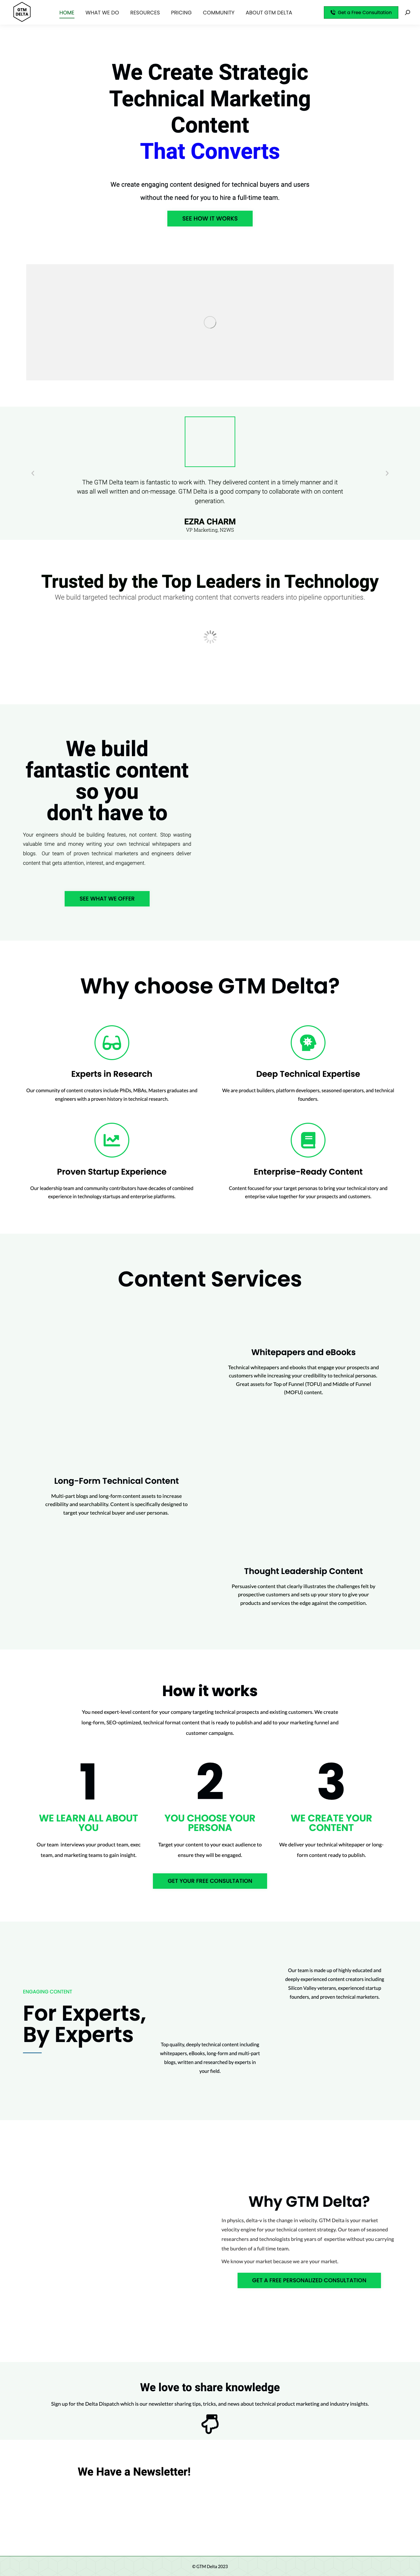 GTM
DELTA
HOME
WHAT WE DO
RESOURCES
PRICING
COMMUNITY
ABOUT GTM DELTA
Get a Free Consultation
We Create Strategic
Technical Marketing
Content
That Converts
We create engaging content designed for technical buyers and users
without the need for you to hire a full-time team.
SEE HOW IT WORKS
The GTM Delta team is fantastic to work with. They delivered content in a timely manner and it
was all well written and on-message. GTM Delta is a good company to collaborate with on content
generation.
EZRA CHARM
VP Marketing, N2WS
Trusted by the Top Leaders in Technology
We build targeted technical product marketing content that converts readers into pipeline opportunities.
We build
fantastic content
so you
don't have to
Your engineers should be building features, not content. Stop wasting
valuable time and money writing your own technical whitepapers and
blogs. Our team of proven technical marketers and engineers deliver
content that gets attention, interest, and engagement.
SEE WHAT WE OFFER
Why choose GTM Delta?
Experts in Research
Our community of content creators include PhDs, MBAs, Masters graduates and
engineers with a proven history in technical research.
Deep Technical Expertise
We are product builders, platform developers, seasoned operators, and technical
founders.
Proven Startup Experience
Our leadership team and community contributors have decades of combined
experience in technology startups and enterprise platforms.
Enterprise-Ready Content
Content focused for your target personas to bring your technical story and
enteprise value together for your prospects and customers.
Content Services
Whitepapers and eBooks
Technical whitepapers and ebooks that engage your prospects and
customers while increasing your credibility to technical personas.
Great assets for Top of Funnel (TOFU) and Middle of Funnel
(MOFU) content.
Long-Form Technical Content
Multi-part blogs and long-form content assets to increase
credibility and searchability. Content is specifically designed to
target your technical buyer and user personas.
Thought Leadership Content
Persuasive content that clearly illustrates the challenges felt by
prospective customers and sets up your story to give your
products and services the edge against the competition.
How it works
You need expert-level content for your company targeting technical prospects and existing customers. We create
long-form, SEO-optimized, technical format content that is ready to publish and add to your marketing funnel and
customer campaigns.
1
WE LEARN ALL ABOUT
YOU
Our team interviews your product team, exec
team, and marketing teams to gain insight.
2
YOU CHOOSE YOUR
PERSONA
Target your content to your exact audience to
ensure they will be engaged.
3
WE CREATE YOUR
CONTENT
We deliver your technical whitepaper or long-
form content ready to publish.
GET YOUR FREE CONSULTATION
ENGAGING CONTENT
For Experts,
By Experts
Top quality, deeply technical content including
whitepapers, eBooks, long-form and multi-part
blogs, written and researched by experts in
your field.
Our team is made up of highly educated and
deeply experienced content creators including
Silicon Valley veterans, experienced startup
founders, and proven technical marketers.
Why GTM Delta?
In physics, delta-v is the change in velocity. GTM Delta is your market
velocity engine for your technical content strategy. Our team of seasoned
researchers and technologists bring years of expertise without you carrying
the burden of a full time team.
We know your market because we are your market.
GET A FREE PERSONALIZED CONSULTATION
We love to share knowledge
Sign up for the Delta Dispatch which is our newsletter sharing tips, tricks, and news about technical product marketing and industry insights.
We Have a Newsletter!
© GTM Delta 2023